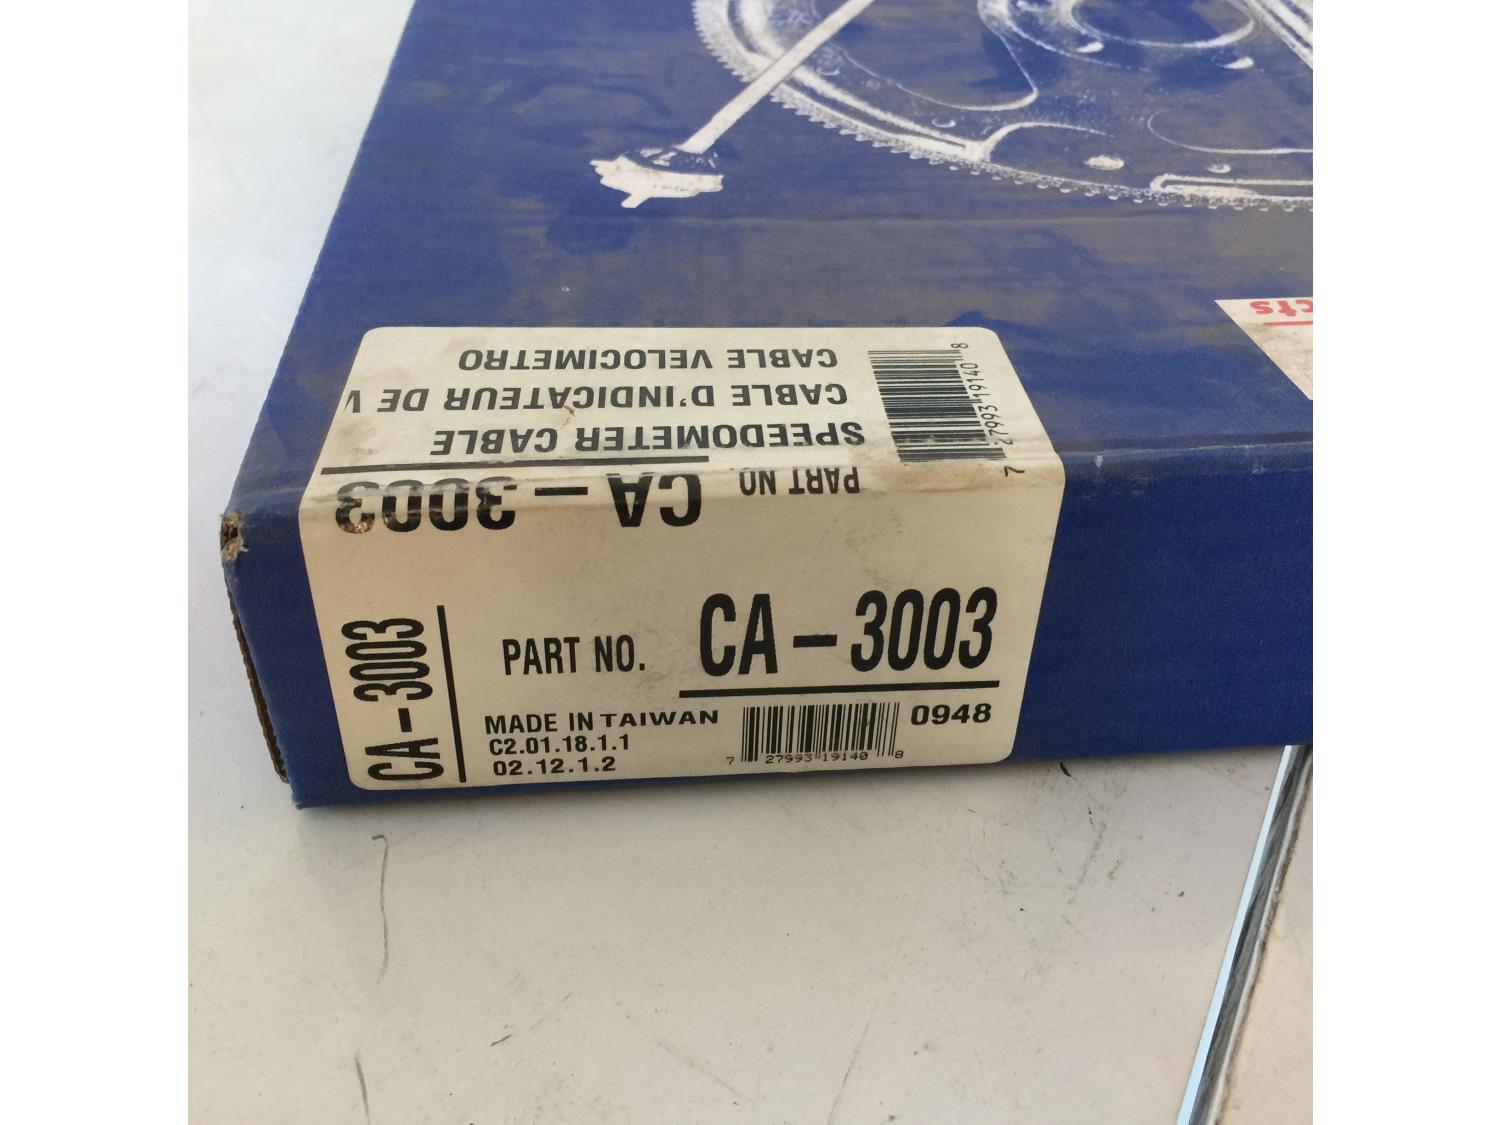 cts
CABLE VELOCIMETRO
CABLE D'INDICATEUR DE V
SPEEDOMETER CABLE
PART NO. CA-3003
7 27993 19140 8
CA-3003
PART NO. CA-3003
MADE IN TAIWAN
C2.01.18.1.1
02.12.1.2
7 27993 19140 8
0948